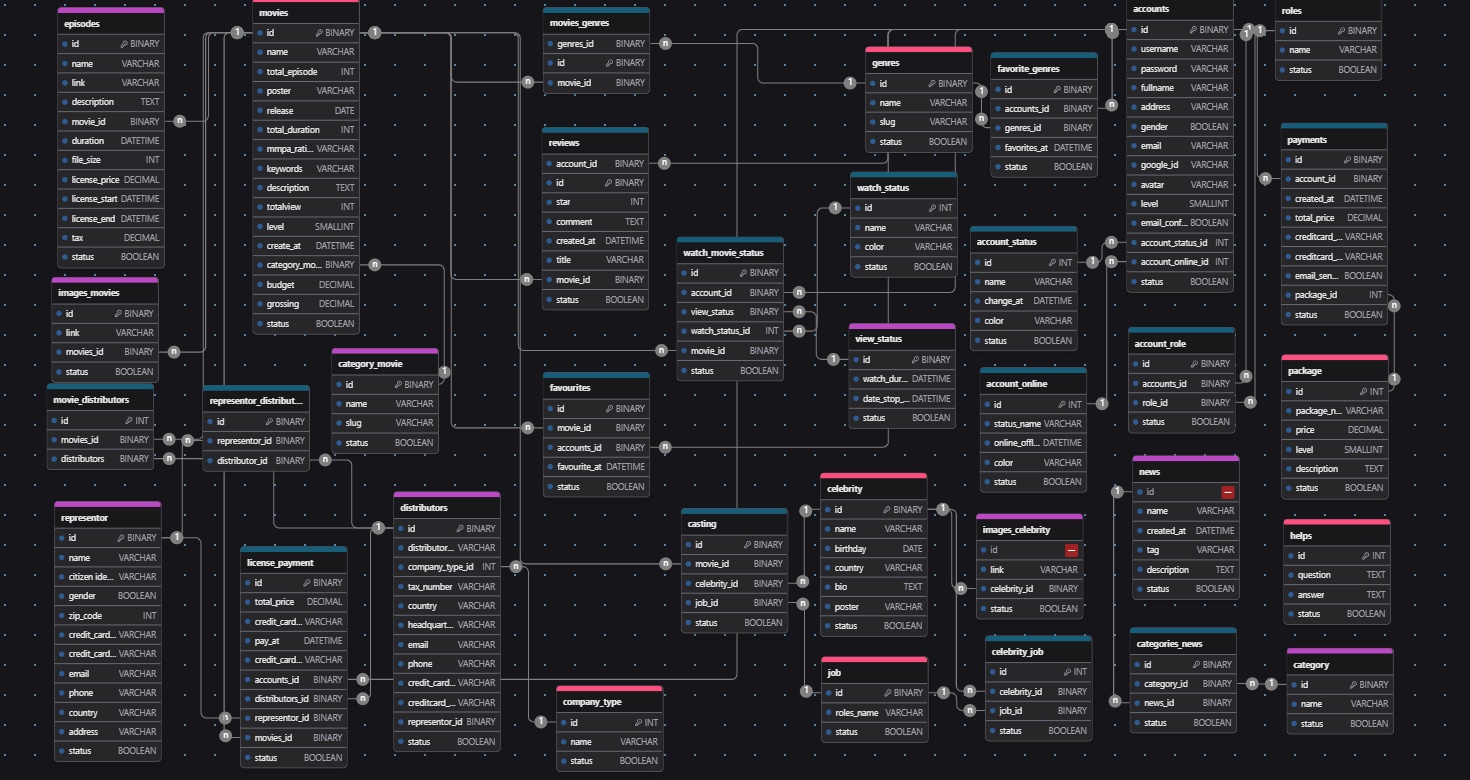 episodes
id BINARY
name VARCHAR
link VARCHAR
description TEXT
movie_id BINARY
duration DATETIME
file_size INT
license_price DECIMAL
license_start DATETIME
license_end DATETIME
tax DECIMAL
status BOOLEAN
images_movies
id BINARY
link VARCHAR
movies_id BINARY
status BOOLEAN
movie_distributors
id INT
movies_id BINARY
distributors BINARY
representor
id BINARY
name VARCHAR
citizen ide... VARCHAR
gender BOOLEAN
zip_code INT
credit_card... VARCHAR
credit_card... VARCHAR
email VARCHAR
phone VARCHAR
country VARCHAR
address VARCHAR
status BOOLEAN
movies
id BINARY
name VARCHAR
total_episode INT
poster VARCHAR
release DATE
total_duration INT
mmpa_rati... VARCHAR
keywords VARCHAR
description TEXT
totalview INT
level SMALLINT
create_at DATETIME
category_mo... BINARY
budget DECIMAL
grossing DECIMAL
status BOOLEAN
category_movie
id BINARY
name VARCHAR
slug VARCHAR
status BOOLEAN
representor_distribut...
id BINARY
representor_id BINARY
distributor_id BINARY
license_payment
id BINARY
total_price DECIMAL
credit_card... VARCHAR
pay_at DATETIME
credit_card... VARCHAR
accounts_id BINARY
distributors_id BINARY
representor_id BINARY
movies_id BINARY
status BOOLEAN
distributors
id BINARY
distributor... VARCHAR
company_type_id INT
tax_number VARCHAR
country VARCHAR
headquart... VARCHAR
email VARCHAR
phone VARCHAR
credit_card... VARCHAR
creditcard_... VARCHAR
representor_id BINARY
status BOOLEAN
movies_genres
genres_id BINARY
id BINARY
movie_id BINARY
reviews
account_id BINARY
id BINARY
star INT
comment TEXT
created_at DATETIME
title VARCHAR
movie_id BINARY
status BOOLEAN
favourites
id BINARY
movie_id BINARY
accounts_id BINARY
favourite_at DATETIME
status BOOLEAN
company_type
id INT
name VARCHAR
status BOOLEAN
watch_movie_status
id BINARY
account_id BINARY
view_status BINARY
watch_status_id INT
movie_id BINARY
status BOOLEAN
casting
id BINARY
movie_id BINARY
celebrity_id BINARY
job_id BINARY
status BOOLEAN
genres
id BINARY
name VARCHAR
slug VARCHAR
status BOOLEAN
watch_status
id INT
name VARCHAR
color VARCHAR
status BOOLEAN
view_status
id BINARY
watch_dur... DATETIME
date_stop_... DATETIME
status BOOLEAN
celebrity
id BINARY
name VARCHAR
birthday DATE
country VARCHAR
bio TEXT
poster VARCHAR
status BOOLEAN
job
id BINARY
roles_name VARCHAR
status BOOLEAN
favorite_genres
id BINARY
accounts_id BINARY
genres_id BINARY
favorites_at DATETIME
status BOOLEAN
account_status
id INT
name VARCHAR
change_at DATETIME
color VARCHAR
status BOOLEAN
account_online
id INT
status_name VARCHAR
online_offl... DATETIME
color VARCHAR
status BOOLEAN
images_celebrity
id
link VARCHAR
celebrity_id BINARY
status BOOLEAN
celebrity_job
id INT
celebrity_id BINARY
job_id BINARY
status BOOLEAN
accounts
id BINARY
username VARCHAR
password VARCHAR
fullname VARCHAR
address VARCHAR
gender BOOLEAN
email VARCHAR
google_id VARCHAR
avatar VARCHAR
level SMALLINT
email_conf... BOOLEAN
account_status_id INT
account_online_id INT
status BOOLEAN
account_role
id BINARY
accounts_id BINARY
role_id BINARY
status BOOLEAN
news
id
name VARCHAR
created_at DATETIME
tag VARCHAR
description TEXT
status BOOLEAN
categories_news
id BINARY
category_id BINARY
news_id BINARY
status BOOLEAN
roles
id BINARY
name VARCHAR
status BOOLEAN
payments
id BINARY
account_id BINARY
created_at DATETIME
total_price DECIMAL
creditcard_... VARCHAR
creditcard_... VARCHAR
email_sen... BOOLEAN
package_id INT
status BOOLEAN
package
id BINARY
package_n... VARCHAR
price DECIMAL
level SMALLINT
description TEXT
status BOOLEAN
helps
id INT
question TEXT
answer TEXT
status BOOLEAN
category
id BINARY
name VARCHAR
status BOOLEAN